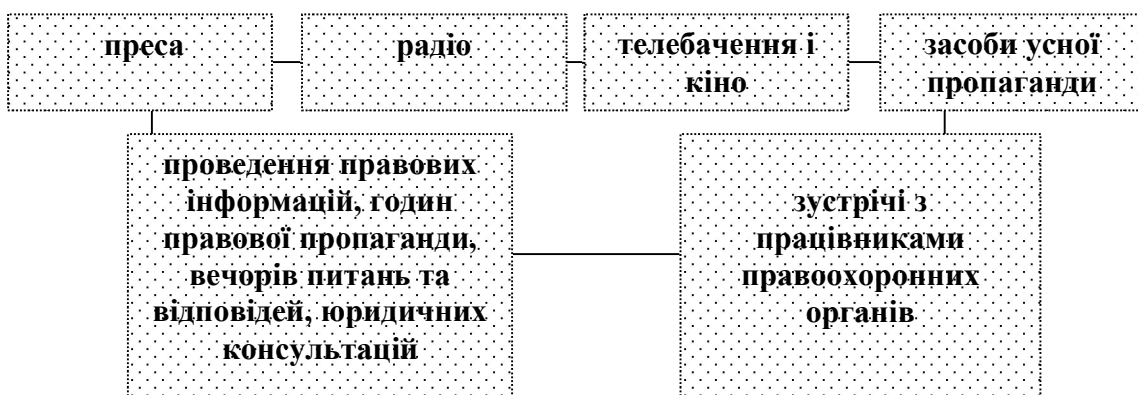 преса
радіо
телебачення і
кіно
засоби усної
пропаганди
проведення правових
інформацій, годин
правової пропаганди,
вечорів питань та
відповідей, юридичних
консультацій
зустрічі з
працівниками
правоохоронних
органів